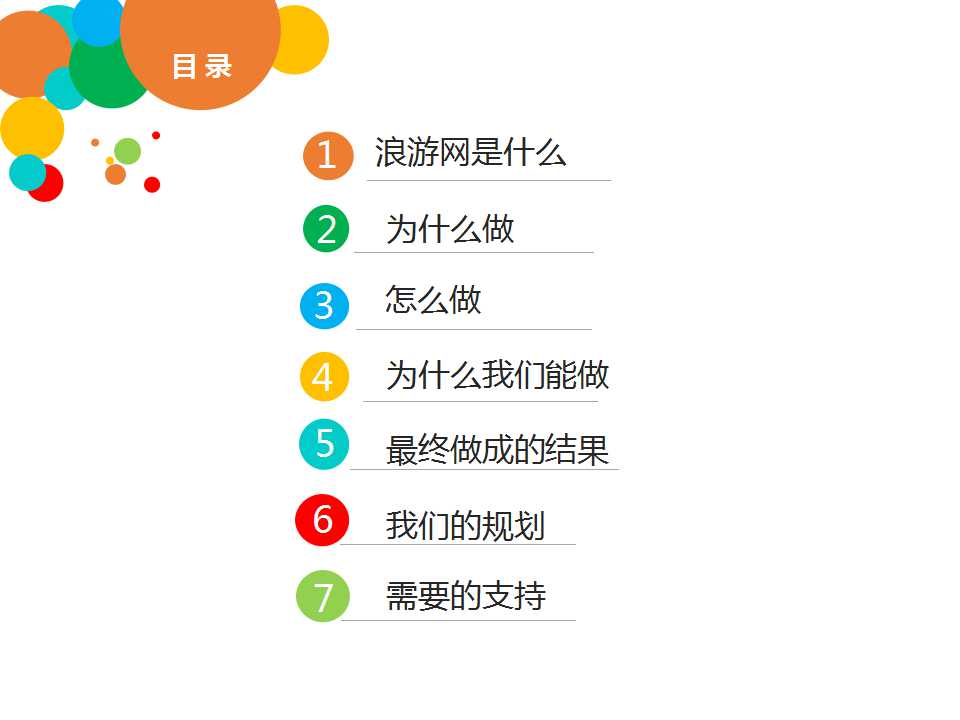 目录
1 浪游网是什么
2 为什么做
3 怎么做
4 为什么我们能做
5 最终做成的结果
6 我们的规划
7 需要的支持